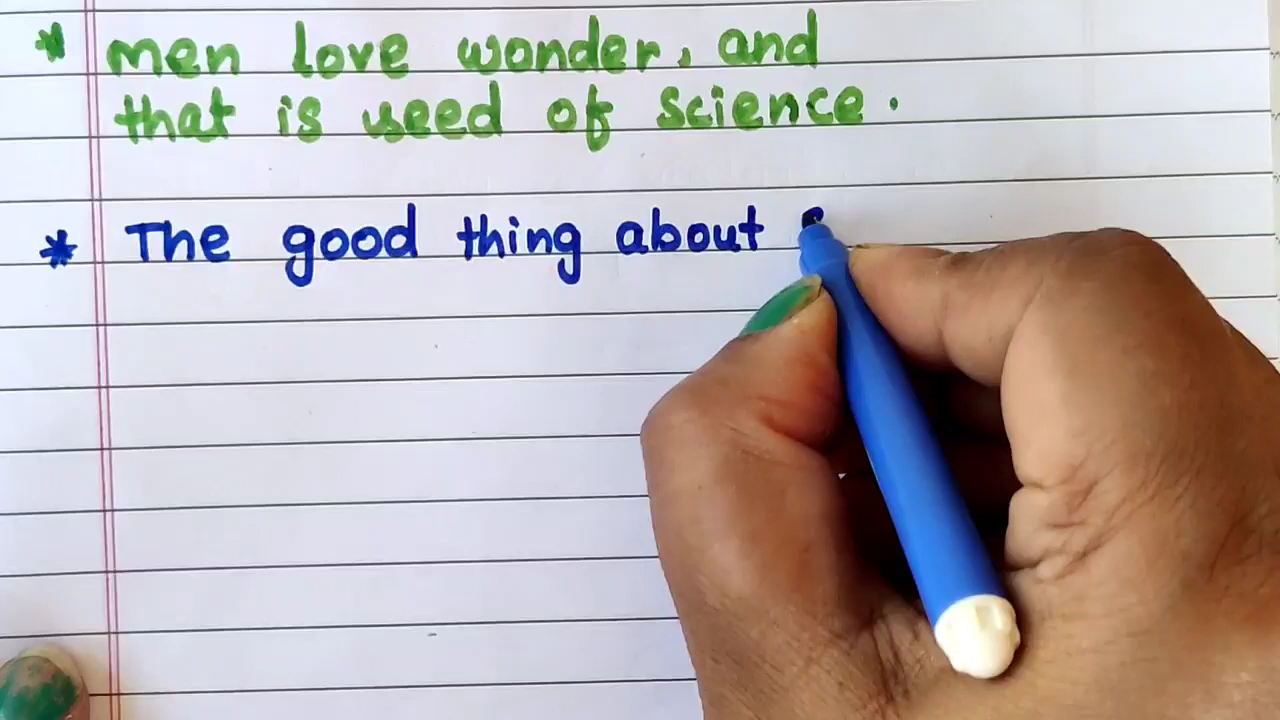 * men love wonder, and
that is seed of science.
* The good thing about